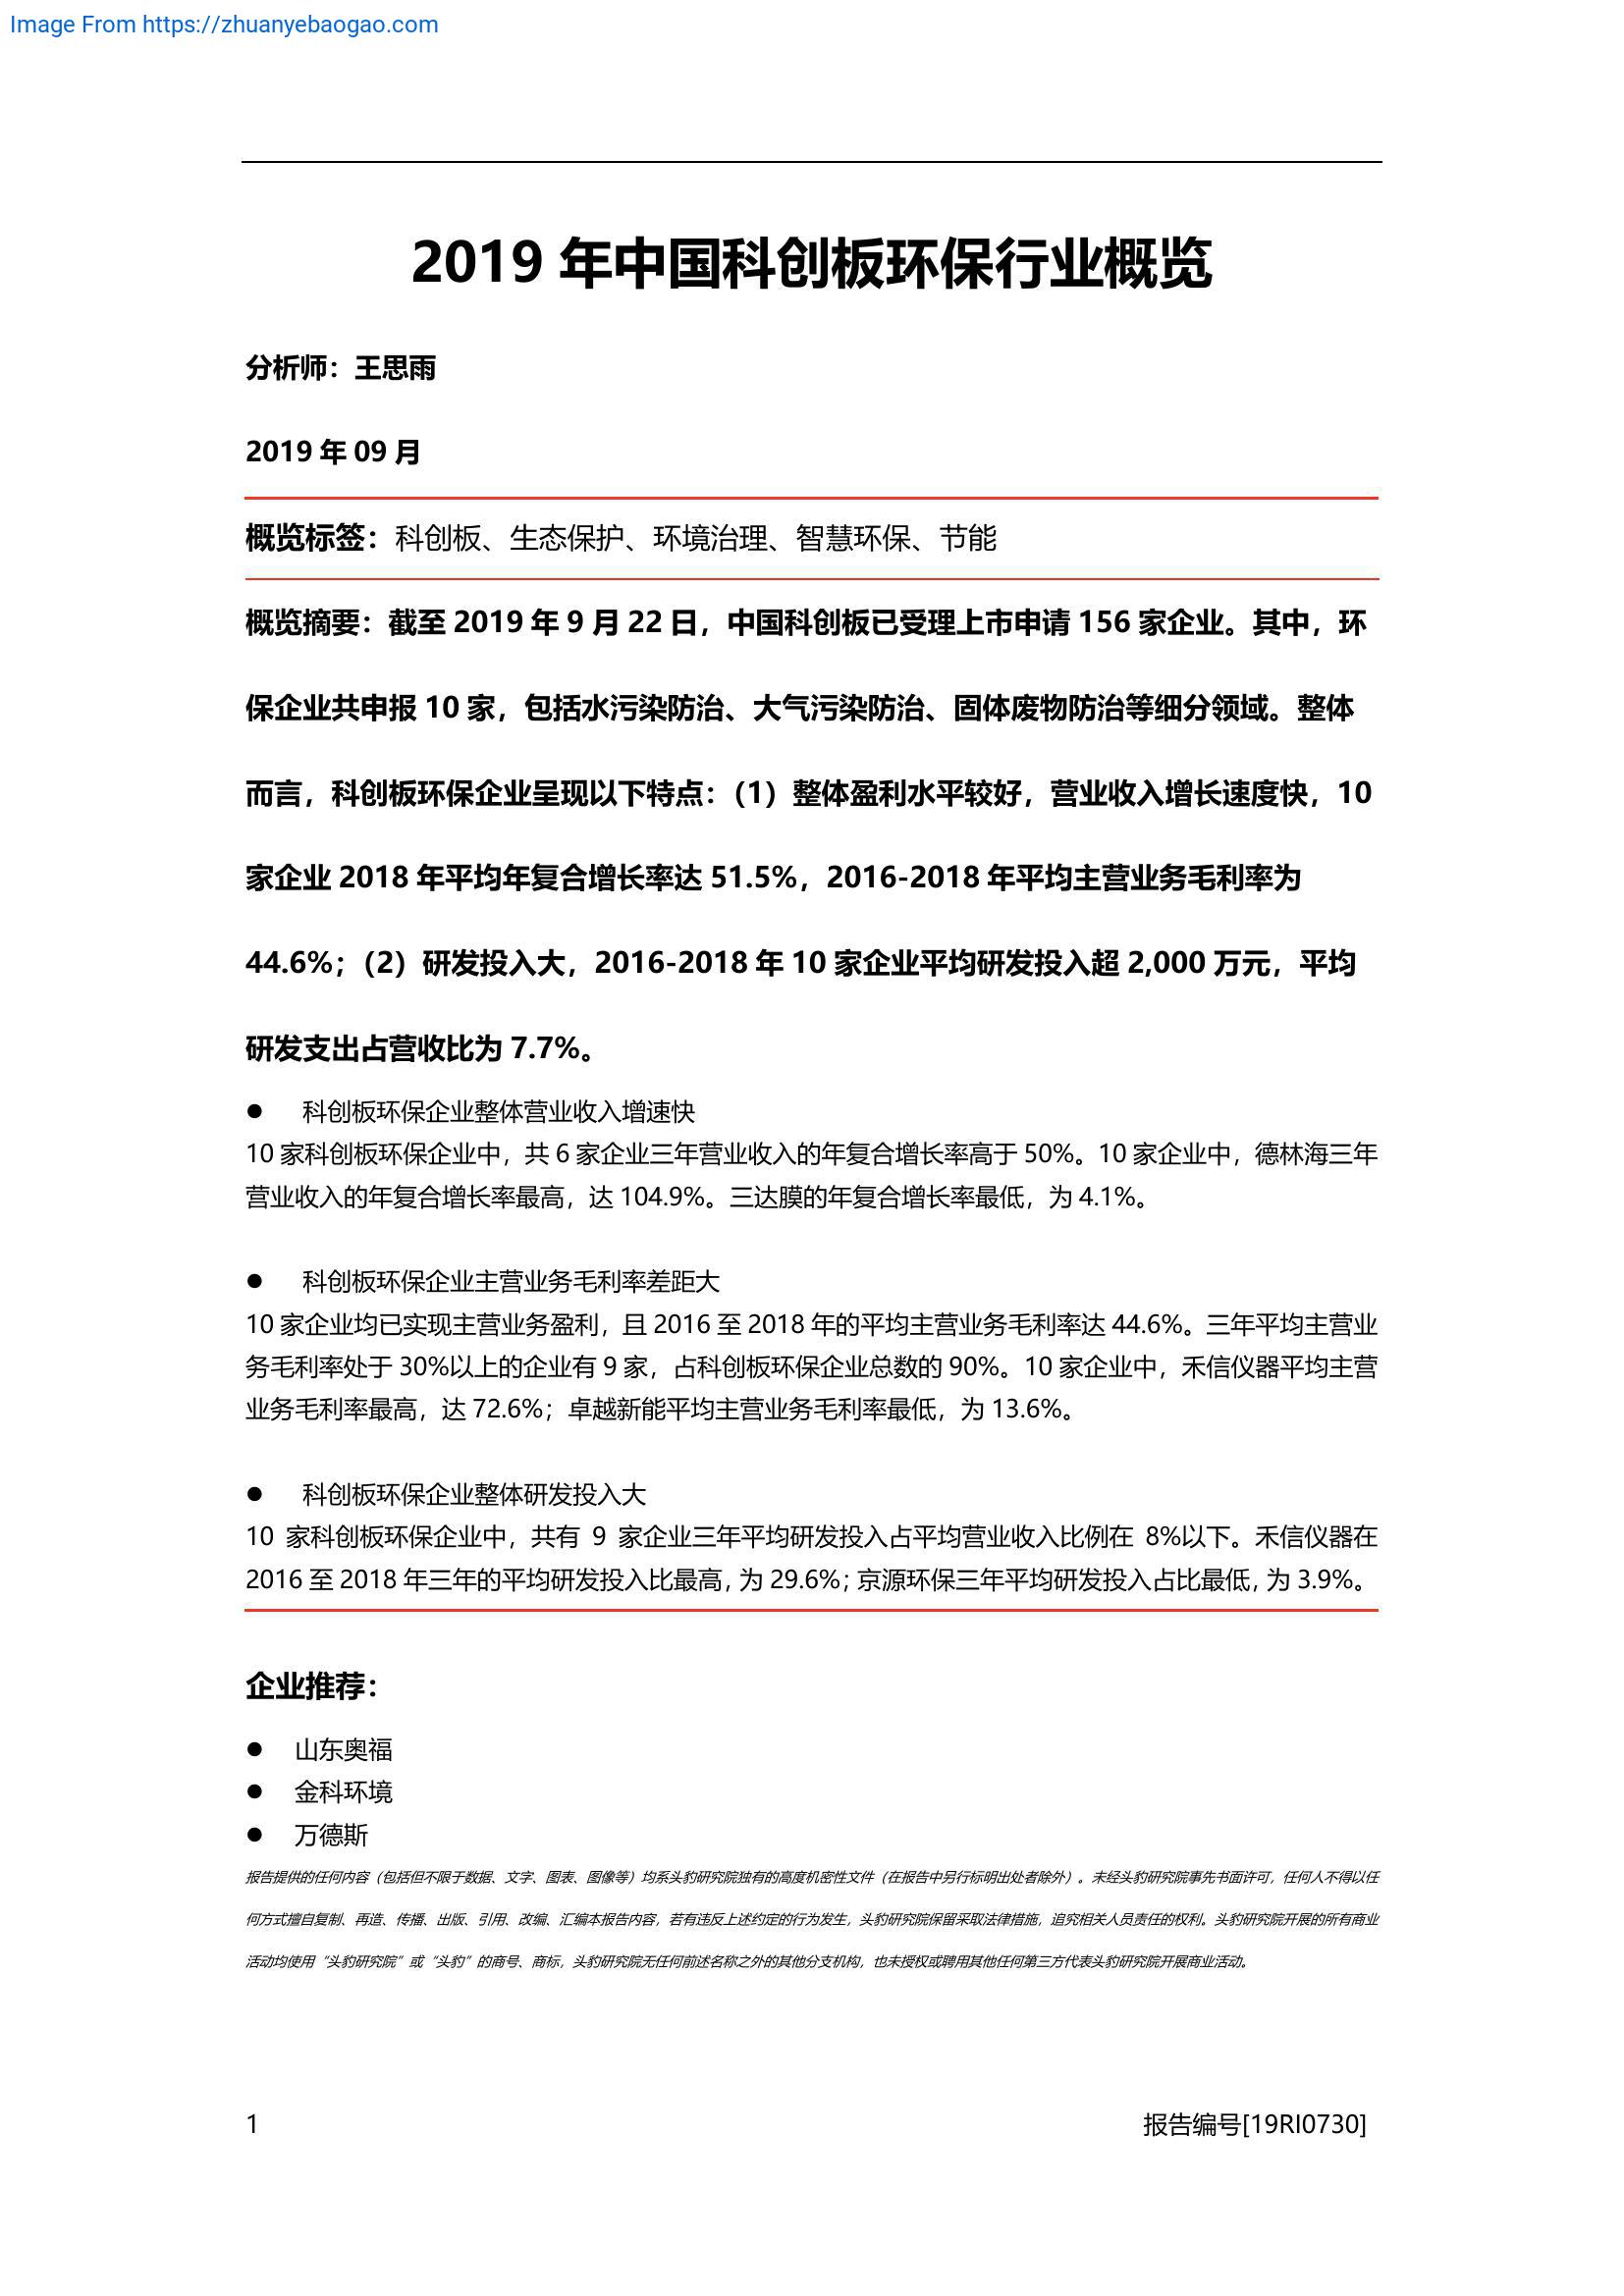 Image From https://zhuanyebaogao.com
2019 年中国科创板环保行业概览
分析师：王思雨
2019 年 09 月
概览标签：科创板、生态保护、环境治理、智慧环保、节能
概览摘要：截至 2019 年 9 月 22 日，中国科创板已受理上市申请 156 家企业。其中，环
保企业共申报 10 家，包括水污染防治、大气污染防治、固体废物防治等细分领域。整体
而言，科创板环保企业呈现以下特点：（1）整体盈利水平较好，营业收入增长速度快，10
家企业 2018 年平均年复合增长率达 51.5%，2016-2018 年平均主营业务毛利率为
44.6%；（2）研发投入大，2016-2018 年 10 家企业平均研发投入超 2,000 万元，平均
研发支出占营收比为 7.7%。
● 科创板环保企业整体营业收入增速快
10 家科创板环保企业中，共 6 家企业三年营业收入的年复合增长率高于 50%。10 家企业中，德林海三年
营业收入的年复合增长率最高，达 104.9%。三达膜的年复合增长率最低，为 4.1%。
● 科创板环保企业主营业务毛利率差距大
10 家企业均已实现主营业务盈利，且 2016 至 2018 年的平均主营业务毛利率达 44.6%。三年平均主营业
务毛利率处于 30%以上的企业有 9 家，占科创板环保企业总数的 90%。10 家企业中，禾信仪器平均主营
业务毛利率最高，达 72.6%；卓越新能平均主营业务毛利率最低，为 13.6%。
● 科创板环保企业整体研发投入大
10 家科创板环保企业中，共有 9 家企业三年平均研发投入占平均营业收入比例在 8%以下。禾信仪器在
2016 至 2018 年三年的平均研发投入比最高，为 29.6%；京源环保三年平均研发投入占比最低，为 3.9%。
企业推荐：
● 山东奥福
● 金科环境
● 万德斯
报告提供的任何内容（包括但不限于数据、文字、图表、图像等）均系头豹研究院独有的高度机密性文件（在报告中另行标明出处者除外）。未经头豹研究院事先书面许可，任何人不得以任
何方式擅自复制、再造、传播、出版、引用、改编、汇编本报告内容，若有违反上述约定的行为发生，头豹研究院保留采取法律措施，追究相关人员责任的权利。头豹研究院开展的所有商业
活动均使用“头豹研究院”或“头豹”的商号、商标，头豹研究院无任何前述名称之外的其他分支机构，也未授权或聘用其他任何第三方代表头豹研究院开展商业活动。
1 报告编号[19RI0730]